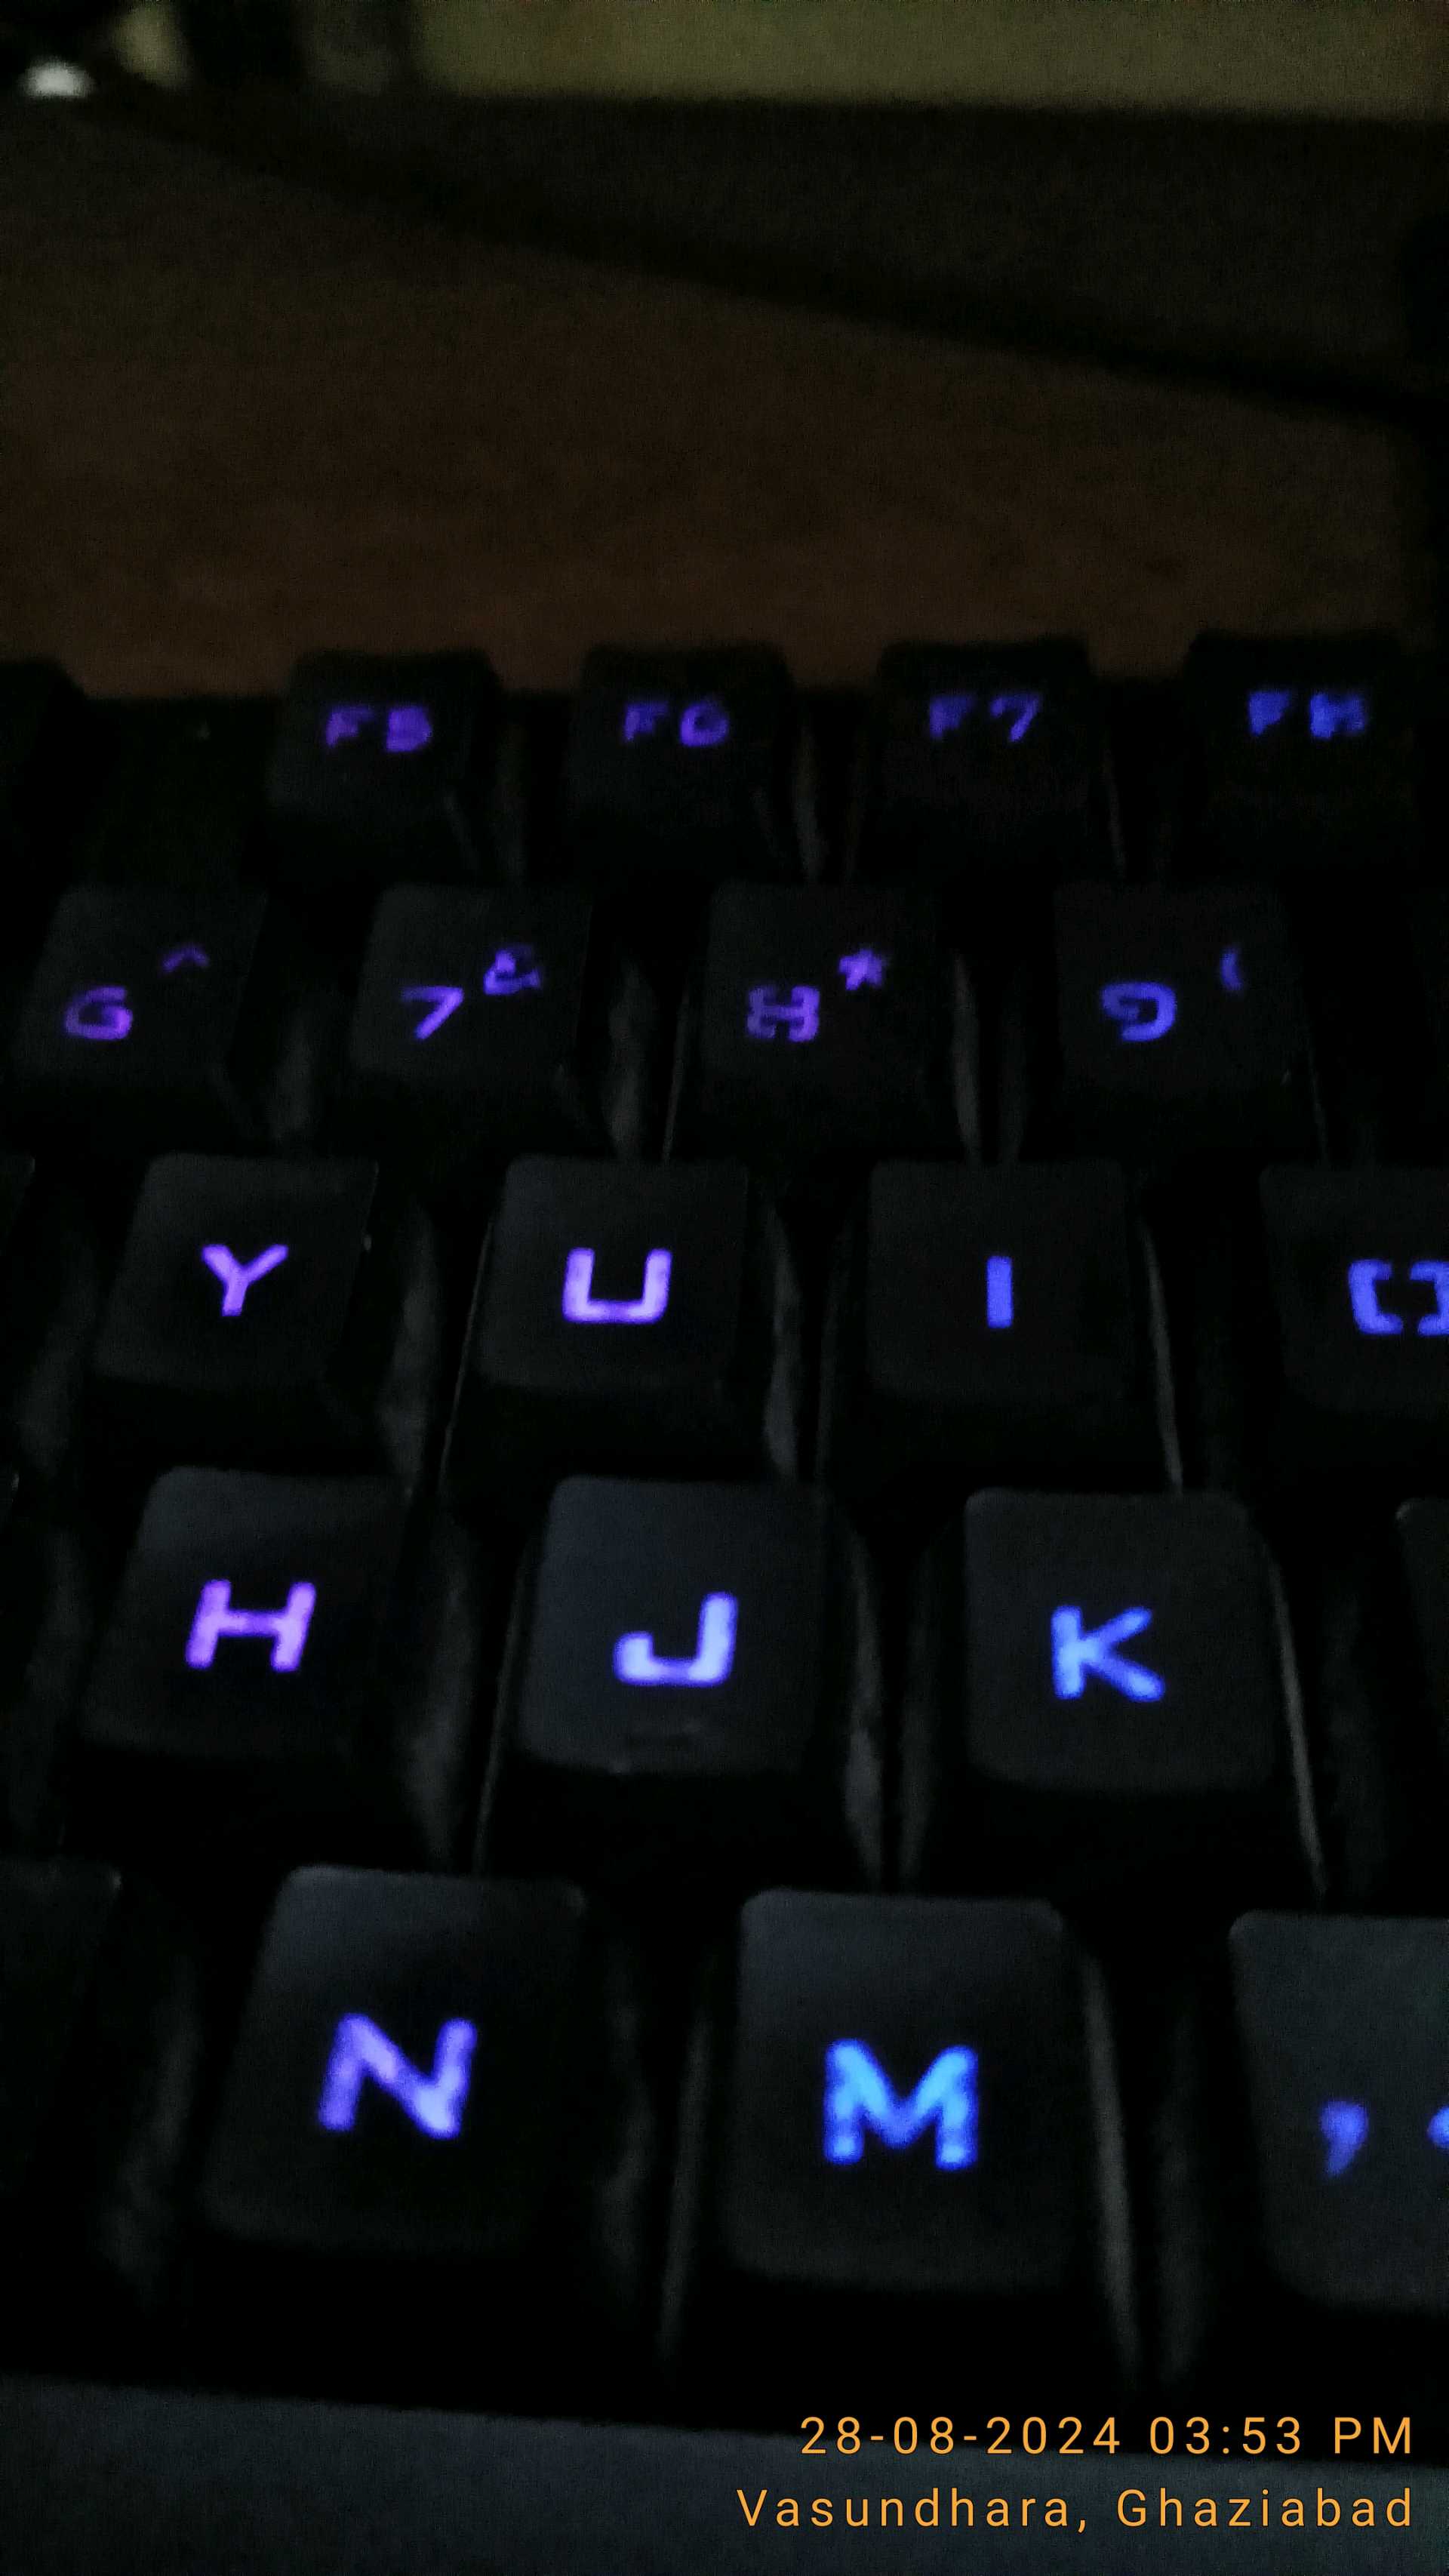 F5 F6 F7 F8
6 ^ 7 & 8 * 9 (
Y U I O
H J K
N M ,
28-08-2024 03:53 PM
Vasundhara, Ghaziabad